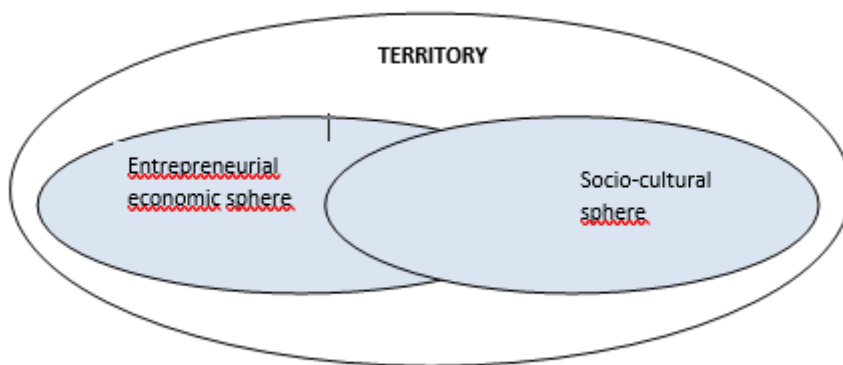 TERRITORY
Entrepreneurial
economic sphere
Socio-cultural
sphere